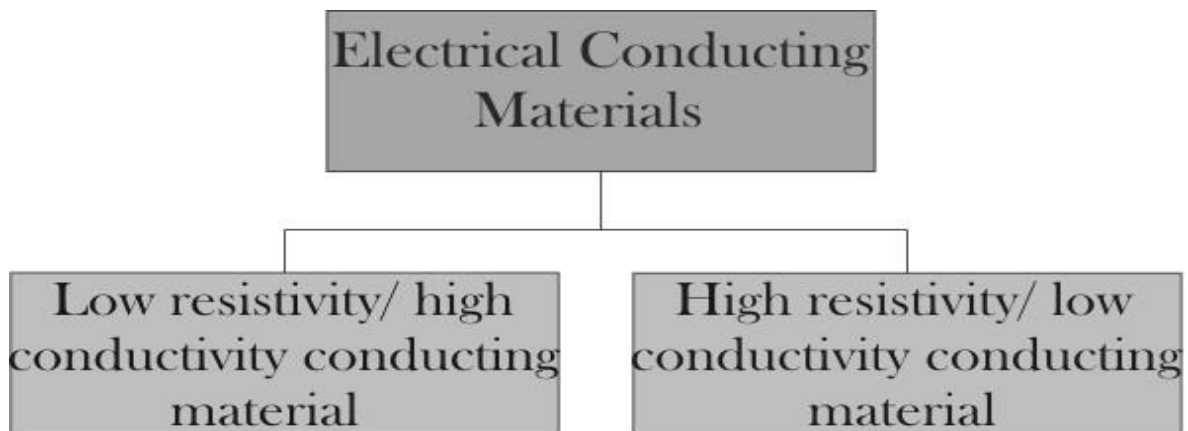 Electrical Conducting
Materials
Low resistivity/ high
conductivity conducting
material
High resistivity/ low
conductivity conducting
material